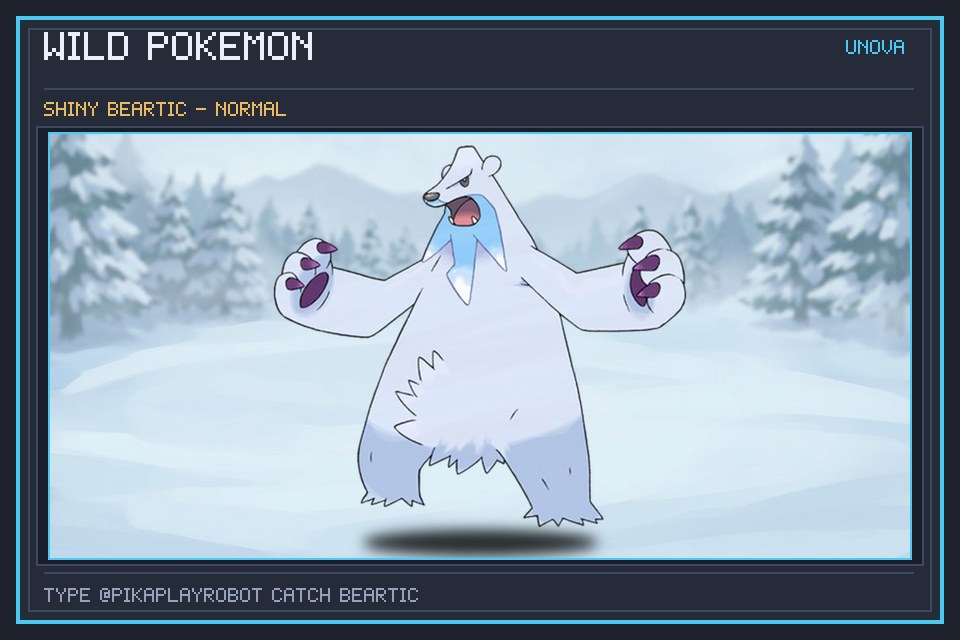 WILD POKEMON
UNOVA
SHINY BEARTIC - NORMAL
TYPE @PIKAPLAYROBOT CATCH BEARTIC